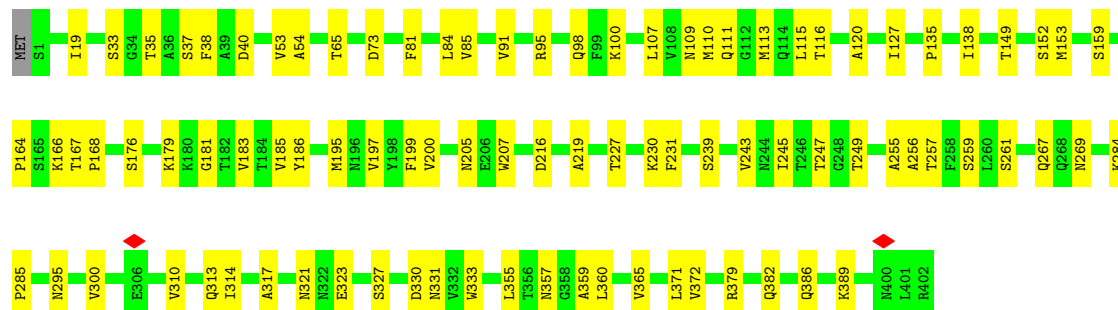 MET S1 I19 S33 G34 T35 A36 S37 F38 A39 D40 V53 A54 T65 D73 F81 L84 V85 V91 R95 Q98 F99 K100 L107 V108 N109 M110 Q111 G112 M113 Q114 L115 T116 A120 I127 P135 I138 T149 S152 M153 S159
P164 S165 K166 T167 P168 S176 K179 K180 G181 T182 V183 T184 V185 Y186 M195 N196 V197 Y198 F199 V200 N205 E206 W207 D216 A219 T227 K230 F231 S239 V243 N244 I245 T246 T247 G248 T249 A255 A256 T257 F258 S259 L260 S261 Q267 Q268 N269 K284
P285 N295 V300 E306 V310 Q313 I314 A317 N321 N322 E323 S327 D330 N331 V332 W333 L355 T356 N357 G358 A359 L360 V365 L371 V372 R379 Q382 Q386 K389 N400 L401 R402